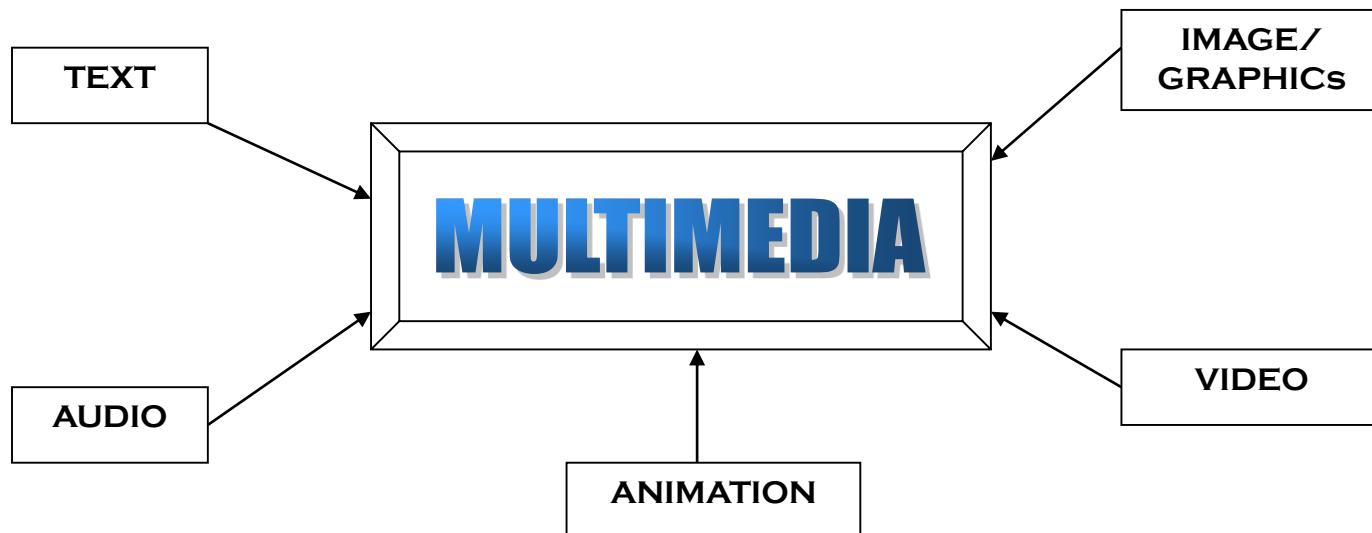 TEXT
IMAGE/
GRAPHICs
MULTIMEDIA
AUDIO
VIDEO
ANIMATION